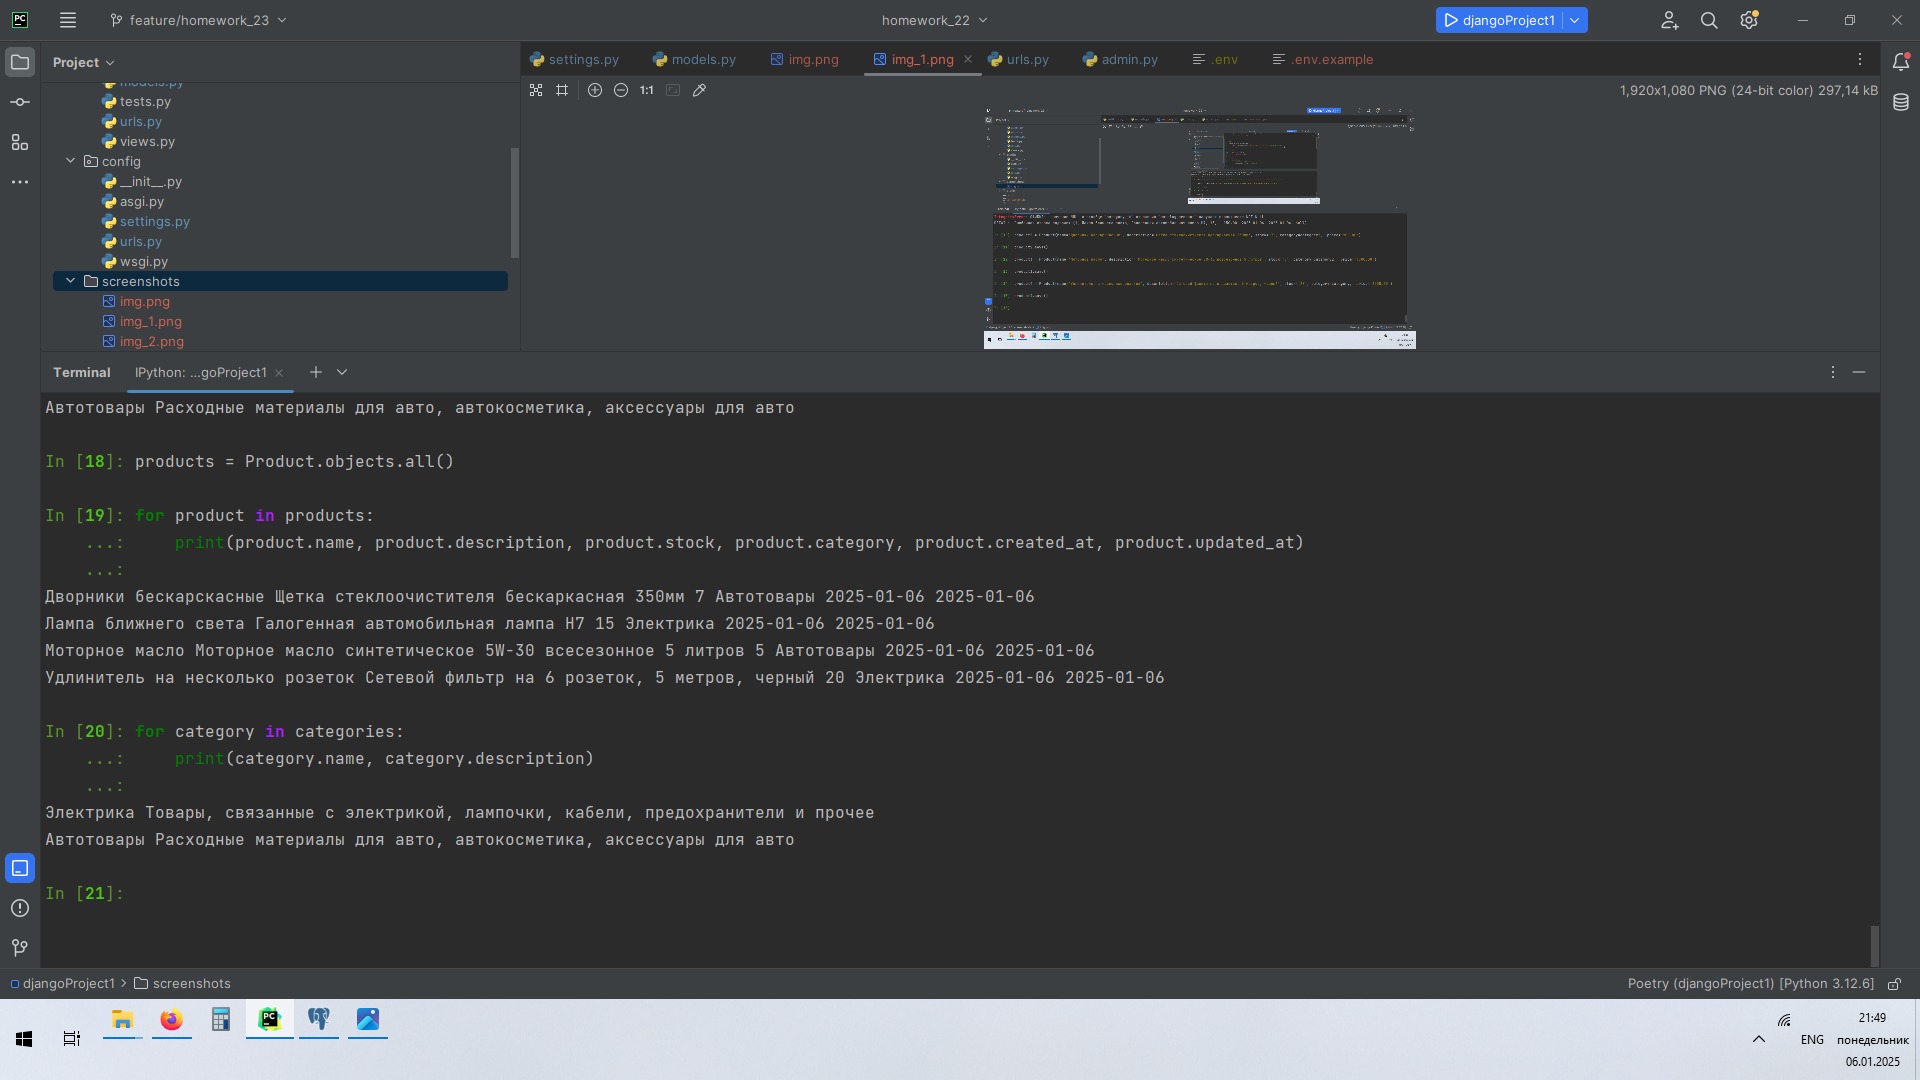 PC feature/homework_23 homework_22 djangoProject1
Project
settings.py models.py img.png img_1.png urls.py admin.py .env .env.example
1:1 1,920x1,080 PNG (24-bit color) 297,14 kB
models.py
tests.py
urls.py
views.py
config
__init__.py
asgi.py
settings.py
urls.py
wsgi.py
screenshots
img.png
img_1.png
img_2.png
Terminal IPython: ...goProject1
Автотовары Расходные материалы для авто, автокосметика, аксессуары для авто
In [18]: products = Product.objects.all()
In [19]: for product in products:
...: print(product.name, product.description, product.stock, product.category, product.created_at, product.updated_at)
...:
Дворники бескарскасные Щетка стеклоочистителя бескаркасная 350мм 7 Автотовары 2025-01-06 2025-01-06
Лампа ближнего света Галогенная автомобильная лампа H7 15 Электрика 2025-01-06 2025-01-06
Моторное масло Моторное масло синтетическое 5W-30 всесезонное 5 литров 5 Автотовары 2025-01-06 2025-01-06
Удлинитель на несколько розеток Сетевой фильтр на 6 розеток, 5 метров, черный 20 Электрика 2025-01-06 2025-01-06
In [20]: for category in categories:
...: print(category.name, category.description)
...:
Электрика Товары, связанные с электрикой, лампочки, кабели, предохранители и прочее
Автотовары Расходные материалы для авто, автокосметика, аксессуары для авто
In [21]:
djangoProject1 > screenshots Poetry (djangoProject1) [Python 3.12.6]
PC
21:49
ENG понедельник
06.01.2025